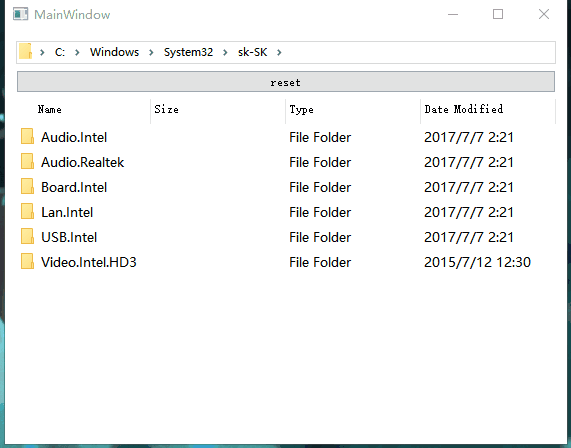 MainWindow
C: Windows System32 sk-SK
reset
Name Size Type Date Modified
Audio.Intel File Folder 2017/7/7 2:21
Audio.Realtek File Folder 2017/7/7 2:21
Board.Intel File Folder 2017/7/7 2:21
Lan.Intel File Folder 2017/7/7 2:21
USB.Intel File Folder 2017/7/7 2:21
Video.Intel.HD3 File Folder 2015/7/12 12:30